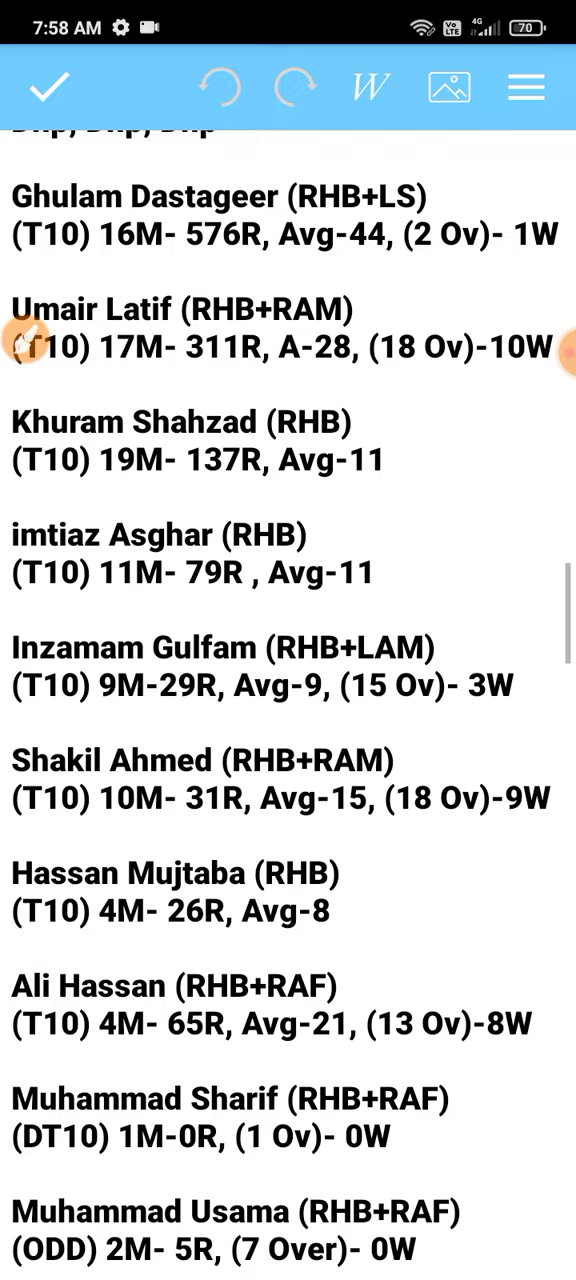 7:58 AM
4G
Vo LTE
70
W
Ghulam Dastageer (RHB+LS)
(T10) 16M- 576R, Avg-44, (2 Ov)- 1W
Umair Latif (RHB+RAM)
(T10) 17M- 311R, A-28, (18 Ov)-10W
Khuram Shahzad (RHB)
(T10) 19M- 137R, Avg-11
imtiaz Asghar (RHB)
(T10) 11M- 79R , Avg-11
Inzamam Gulfam (RHB+LAM)
(T10) 9M-29R, Avg-9, (15 Ov)- 3W
Shakil Ahmed (RHB+RAM)
(T10) 10M- 31R, Avg-15, (18 Ov)-9W
Hassan Mujtaba (RHB)
(T10) 4M- 26R, Avg-8
Ali Hassan (RHB+RAF)
(T10) 4M- 65R, Avg-21, (13 Ov)-8W
Muhammad Sharif (RHB+RAF)
(DT10) 1M-0R, (1 Ov)- 0W
Muhammad Usama (RHB+RAF)
(ODD) 2M- 5R, (7 Over)- 0W